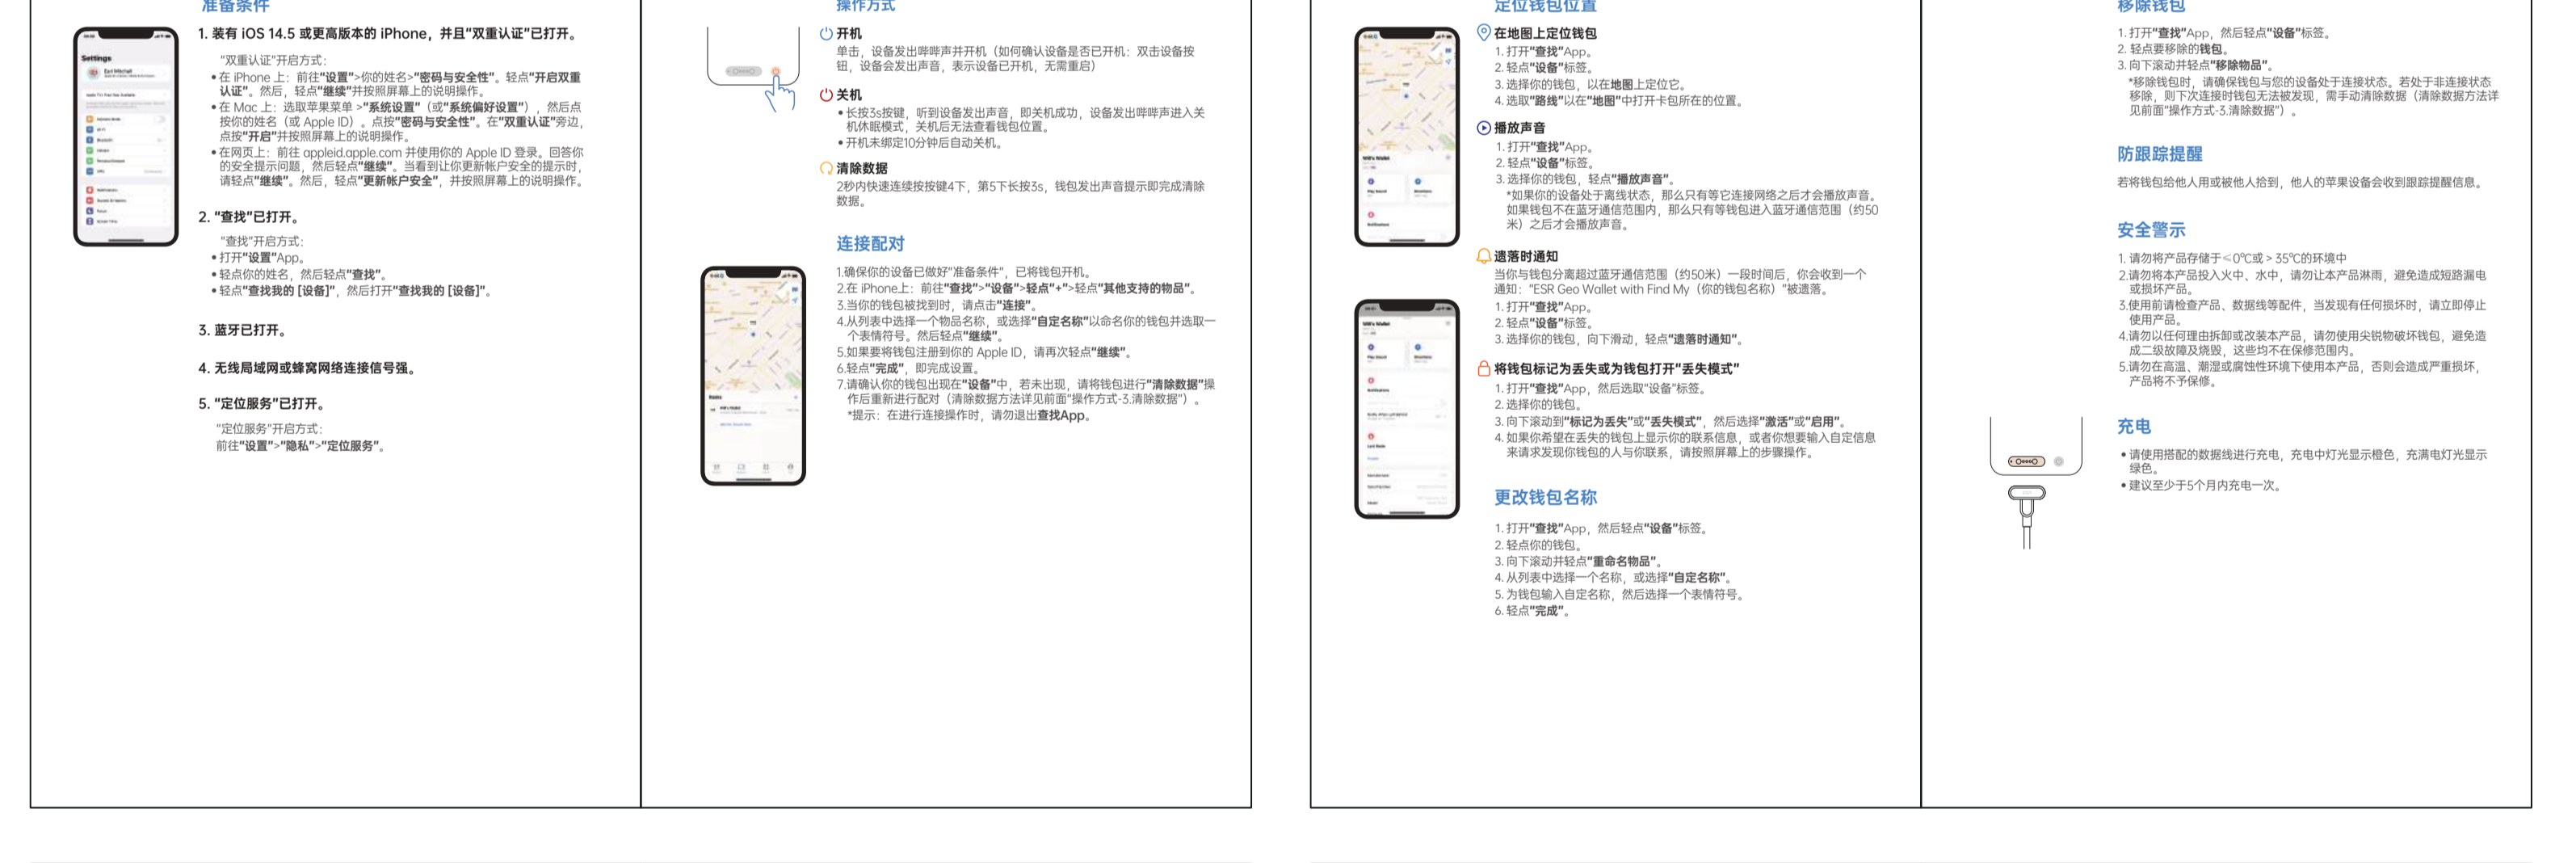 准备条件
1. 装有 iOS 14.5 或更高版本的 iPhone，并且“双重认证”已打开。
“双重认证”开启方式：
• 在 iPhone 上：前往“设置”>你的姓名>“密码与安全性”。轻点“开启双重
认证”。然后，轻点“继续”并按照屏幕上的说明操作。
• 在 Mac 上：选取苹果菜单 >“系统设置”（或“系统偏好设置”），然后点
按你的姓名（或 Apple ID）。点按“密码与安全性”。在“双重认证”旁边，
点按“开启”并按照屏幕上的说明操作。
• 在网页上：前往 appleid.apple.com 并使用你的 Apple ID 登录。回答你
的安全提示问题，然后轻点“继续”。当看到让你更新帐户安全的提示时，
请轻点“继续”。然后，轻点“更新帐户安全”，并按照屏幕上的说明操作。
2. “查找”已打开。
“查找”开启方式：
• 打开“设置”App。
• 轻点你的姓名，然后轻点“查找”。
• 轻点“查找我的 [设备]”，然后打开“查找我的 [设备]”。
3. 蓝牙已打开。
4. 无线局域网或蜂窝网络连接信号强。
5. “定位服务”已打开。
“定位服务”开启方式：
前往“设置”>“隐私”>“定位服务”。
Settings
操作方式
开机
单击，设备发出哔哔声并开机（如何确认设备是否已开机：双击设备按
钮，设备会发出声音，表示设备已开机，无需重启）
关机
• 长按3s按键，听到设备发出声音，即关机成功，设备发出哔哔声进入关
机休眠模式，关机后无法查看钱包位置。
• 开机未绑定10分钟后自动关机。
清除数据
2秒内快速连续按按键4下，第5下长按3s，钱包发出声音提示即完成清除
数据。
连接配对
1.确保你的设备已做好“准备条件”，已将钱包开机。
2.在 iPhone上：前往“查找”>“设备”>轻点“+”>轻点“其他支持的物品”。
3.当你的钱包被找到时，请点击“连接”。
4.从列表中选择一个物品名称，或选择“自定名称”以命名你的钱包并选取一
个表情符号。然后轻点“继续”。
5.如果要将钱包注册到你的 Apple ID，请再次轻点“继续”。
6.轻点“完成”，即完成设置。
7.请确认你的钱包出现在“设备”中，若未出现，请将钱包进行“清除数据”操
作后重新进行配对（清除数据方法详见前面“操作方式-3.清除数据”）。
*提示：在进行连接操作时，请勿退出查找App。
定位钱包位置
在地图上定位钱包
1. 打开“查找”App。
2. 轻点“设备”标签。
3. 选择你的钱包，以在地图上定位它。
4. 选取“路线”以在“地图”中打开卡包所在的位置。
播放声音
1. 打开“查找”App。
2. 轻点“设备”标签。
3. 选择你的钱包，轻点“播放声音”。
*如果你的设备处于离线状态，那么只有等它连接网络之后才会播放声音。
如果钱包不在蓝牙通信范围内，那么只有等钱包进入蓝牙通信范围（约50
米）之后才会播放声音。
遗落时通知
当你与钱包分离超过蓝牙通信范围（约50米）一段时间后，你会收到一个
通知：“ESR Geo Wallet with Find My（你的钱包名称）”被遗落。
1. 打开“查找”App。
2. 轻点“设备”标签。
3. 选择你的钱包，向下滑动，轻点“遗落时通知”。
将钱包标记为丢失或为钱包打开“丢失模式”
1. 打开“查找”App，然后选取“设备”标签。
2. 选择你的钱包。
3. 向下滚动到“标记为丢失”或“丢失模式”，然后选择“激活”或“启用”。
4. 如果你希望在丢失的钱包上显示你的联系信息，或者你想要输入自定信息
来请求发现你钱包的人与你联系，请按照屏幕上的步骤操作。
更改钱包名称
1. 打开“查找”App，然后轻点“设备”标签。
2. 轻点你的钱包。
3. 向下滚动并轻点“重命名物品”。
4. 从列表中选择一个名称，或选择“自定名称”。
5. 为钱包输入自定名称，然后选择一个表情符号。
6. 轻点“完成”。
移除钱包
1. 打开“查找”App，然后轻点“设备”标签。
2. 轻点要移除的钱包。
3. 向下滚动并轻点“移除物品”。
*移除钱包时，请确保钱包与您的设备处于连接状态。若处于非连接状态
移除，则下次连接时钱包无法被发现，需手动清除数据（清除数据方法详
见前面“操作方式-3.清除数据”）。
防跟踪提醒
若将钱包给他人用或被他人拾到，他人的苹果设备会收到跟踪提醒信息。
安全警示
1. 请勿将产品存储于≤0℃或＞35℃的环境中
2.请勿将本产品投入火中、水中，请勿让本产品淋雨，避免造成短路漏电
或损坏产品。
3.使用前请检查产品、数据线等配件，当发现有任何损坏时，请立即停止
使用产品。
4.请勿以任何理由拆卸或改装本产品，请勿使用尖锐物破坏钱包，避免造
成二级故障及烧毁，这些均不在保修范围内。
5.请勿在高温、潮湿或腐蚀性环境下使用本产品，否则会造成严重损坏，
产品将不予保修。
充电
• 请使用搭配的数据线进行充电，充电中灯光显示橙色，充满电灯光显示
绿色。
• 建议至少于5个月内充电一次。